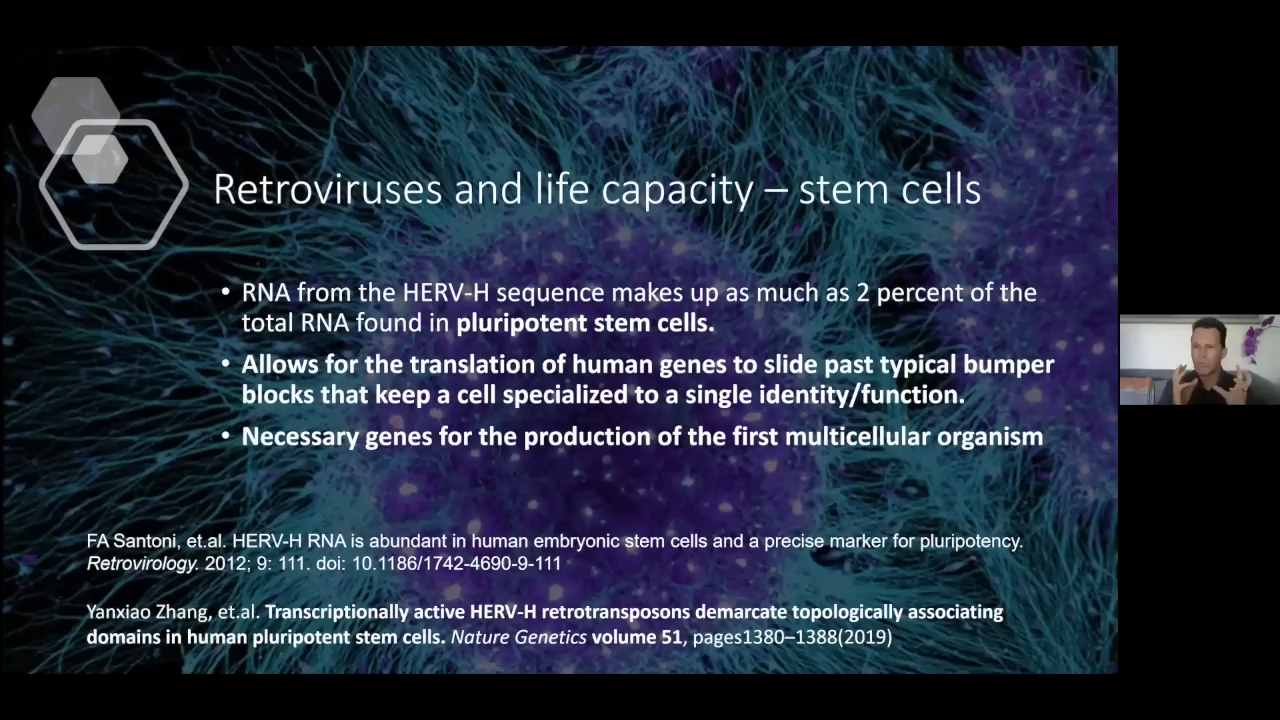 Retroviruses and life capacity – stem cells
• RNA from the HERV-H sequence makes up as much as 2 percent of the
total RNA found in pluripotent stem cells.
• Allows for the translation of human genes to slide past typical bumper
blocks that keep a cell specialized to a single identity/function.
• Necessary genes for the production of the first multicellular organism
FA Santoni, et.al. HERV-H RNA is abundant in human embryonic stem cells and a precise marker for pluripotency.
Retrovirology. 2012; 9: 111. doi: 10.1186/1742-4690-9-111
Yanxiao Zhang, et.al. Transcriptionally active HERV-H retrotransposons demarcate topologically associating
domains in human pluripotent stem cells. Nature Genetics volume 51, pages1380–1388(2019)